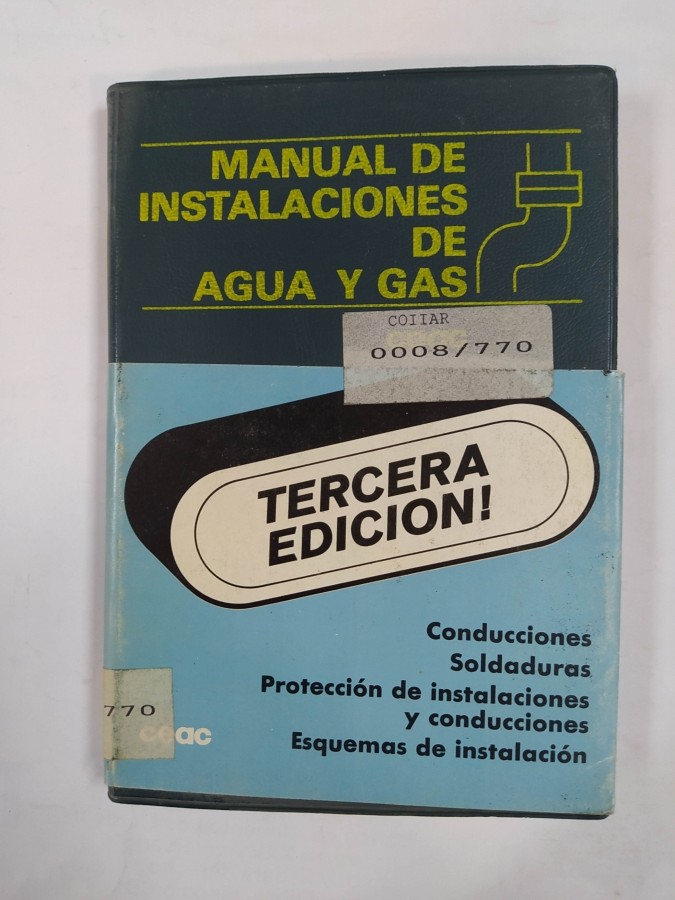 MANUAL DE
INSTALACIONES
DE
AGUA Y GAS
COIIAR
0008/770
TERCERA
EDICION!
Conducciones
Soldaduras
Protección de instalaciones
y conducciones
Esquemas de instalación
770
ceac